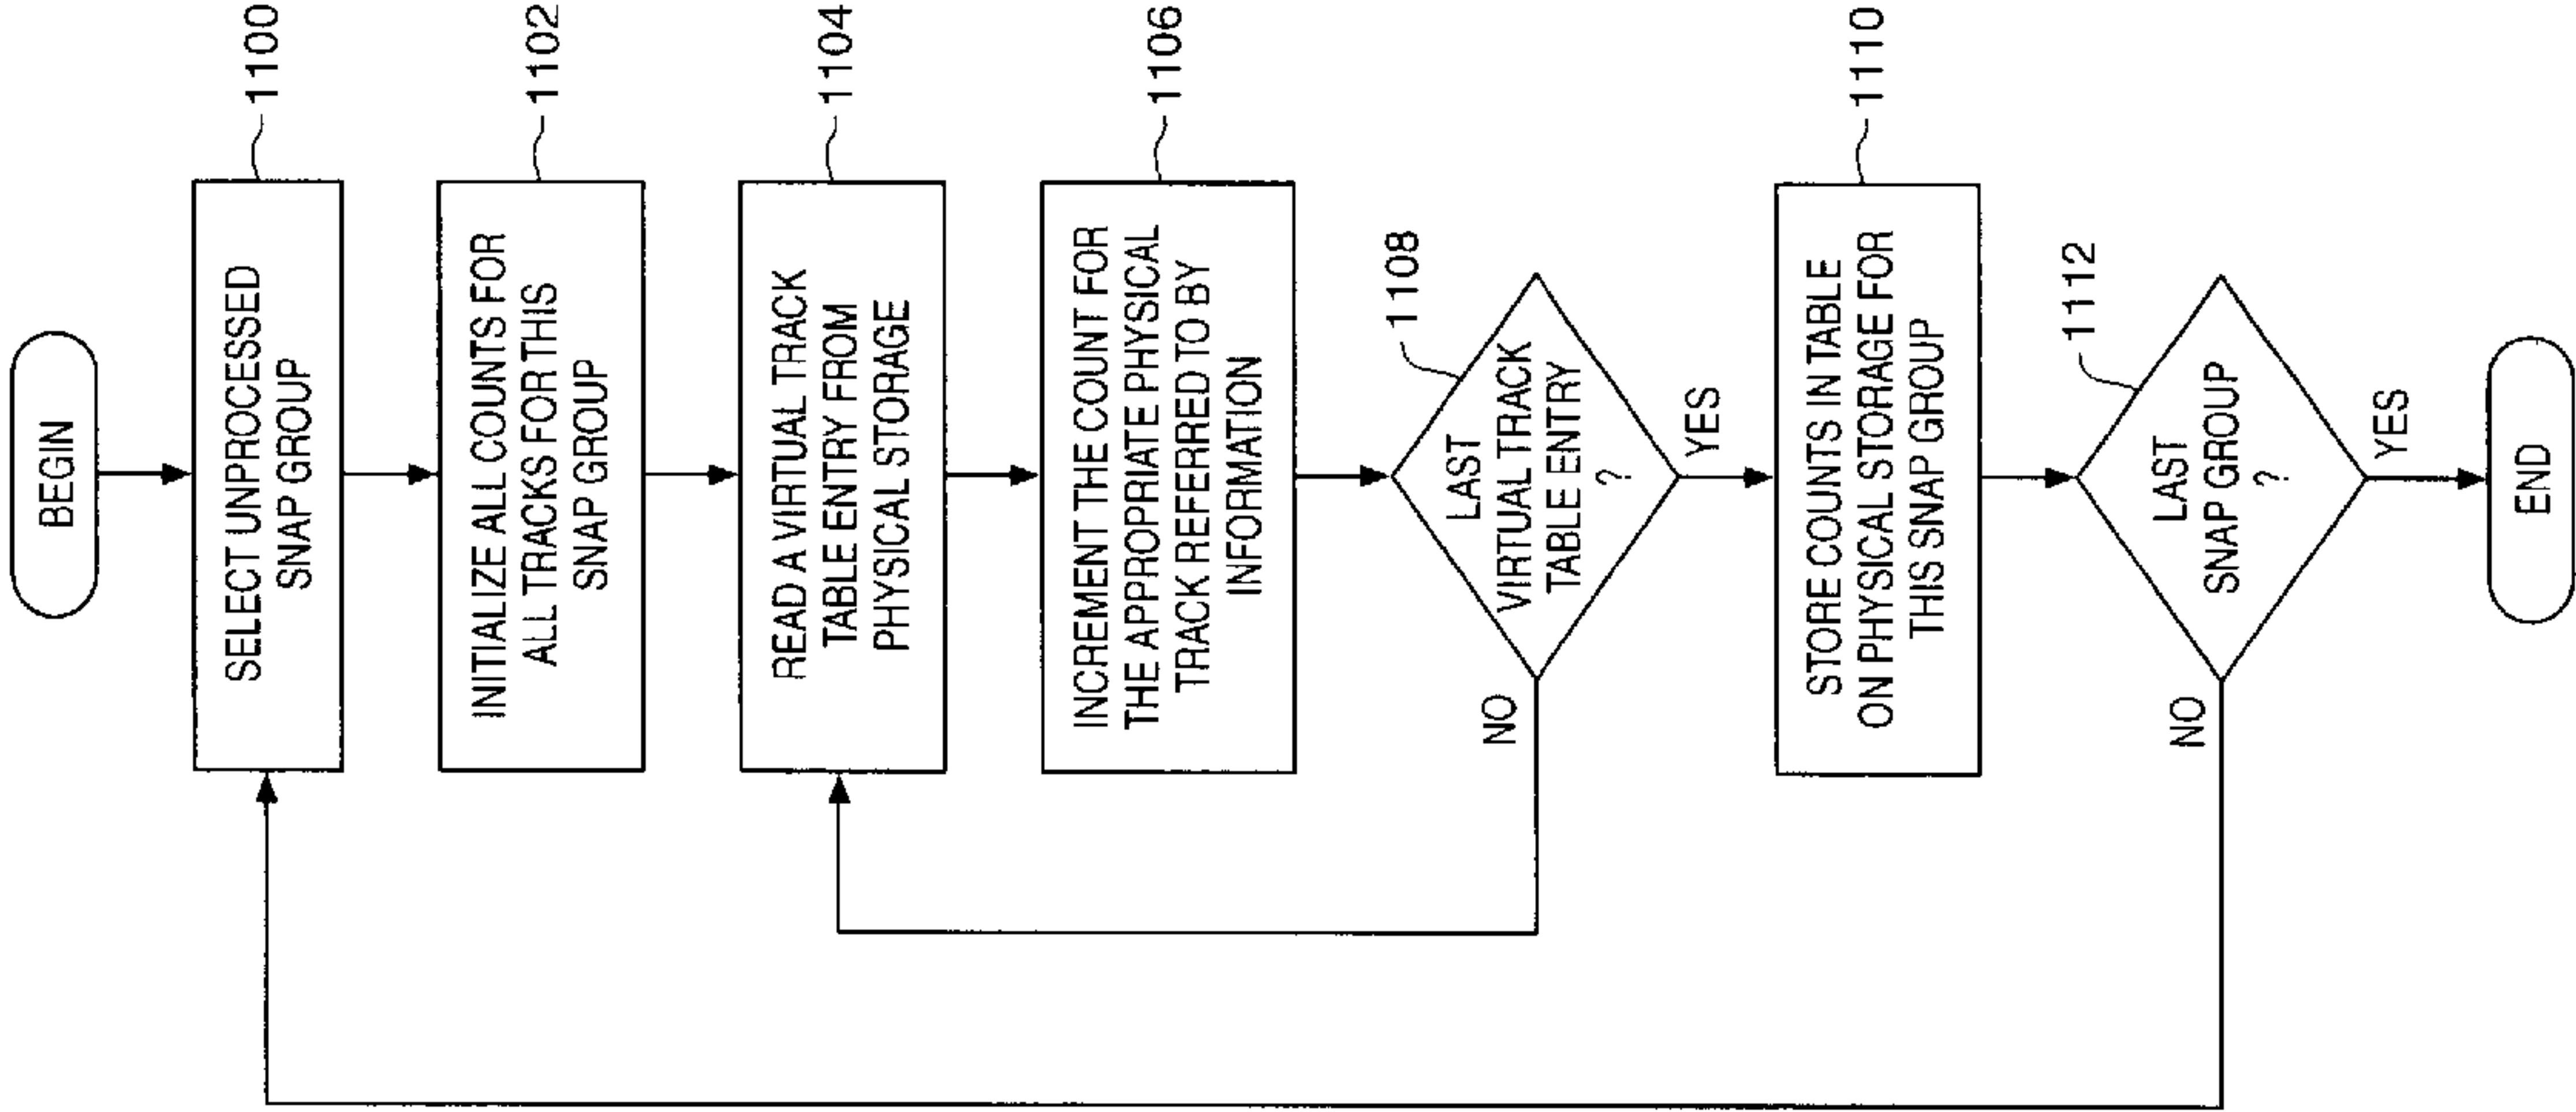 BEGIN
SELECT UNPROCESSED
SNAP GROUP
1100
INITIALIZE ALL COUNTS FOR
ALL TRACKS FOR THIS
SNAP GROUP
1102
READ A VIRTUAL TRACK
TABLE ENTRY FROM
PHYSICAL STORAGE
1104
INCREMENT THE COUNT FOR
THE APPROPRIATE PHYSICAL
TRACK REFERRED TO BY
INFORMATION
1106
LAST
VIRTUAL TRACK
TABLE ENTRY
?
1108
NO
YES
STORE COUNTS IN TABLE
ON PHYSICAL STORAGE FOR
THIS SNAP GROUP
1110
LAST
SNAP GROUP
?
1112
NO
YES
END